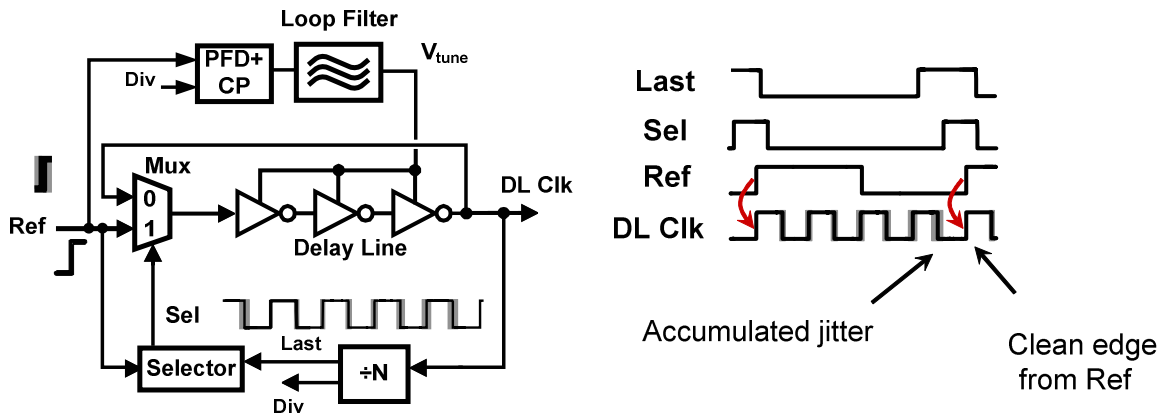 Loop Filter
PFD+
CP
Div
Vtune
Mux
0
1
Ref
DL Clk
Delay Line
Sel
Last
Selector
÷N
Div
Last
Sel
Ref
DL Clk
Accumulated jitter
Clean edge
from Ref